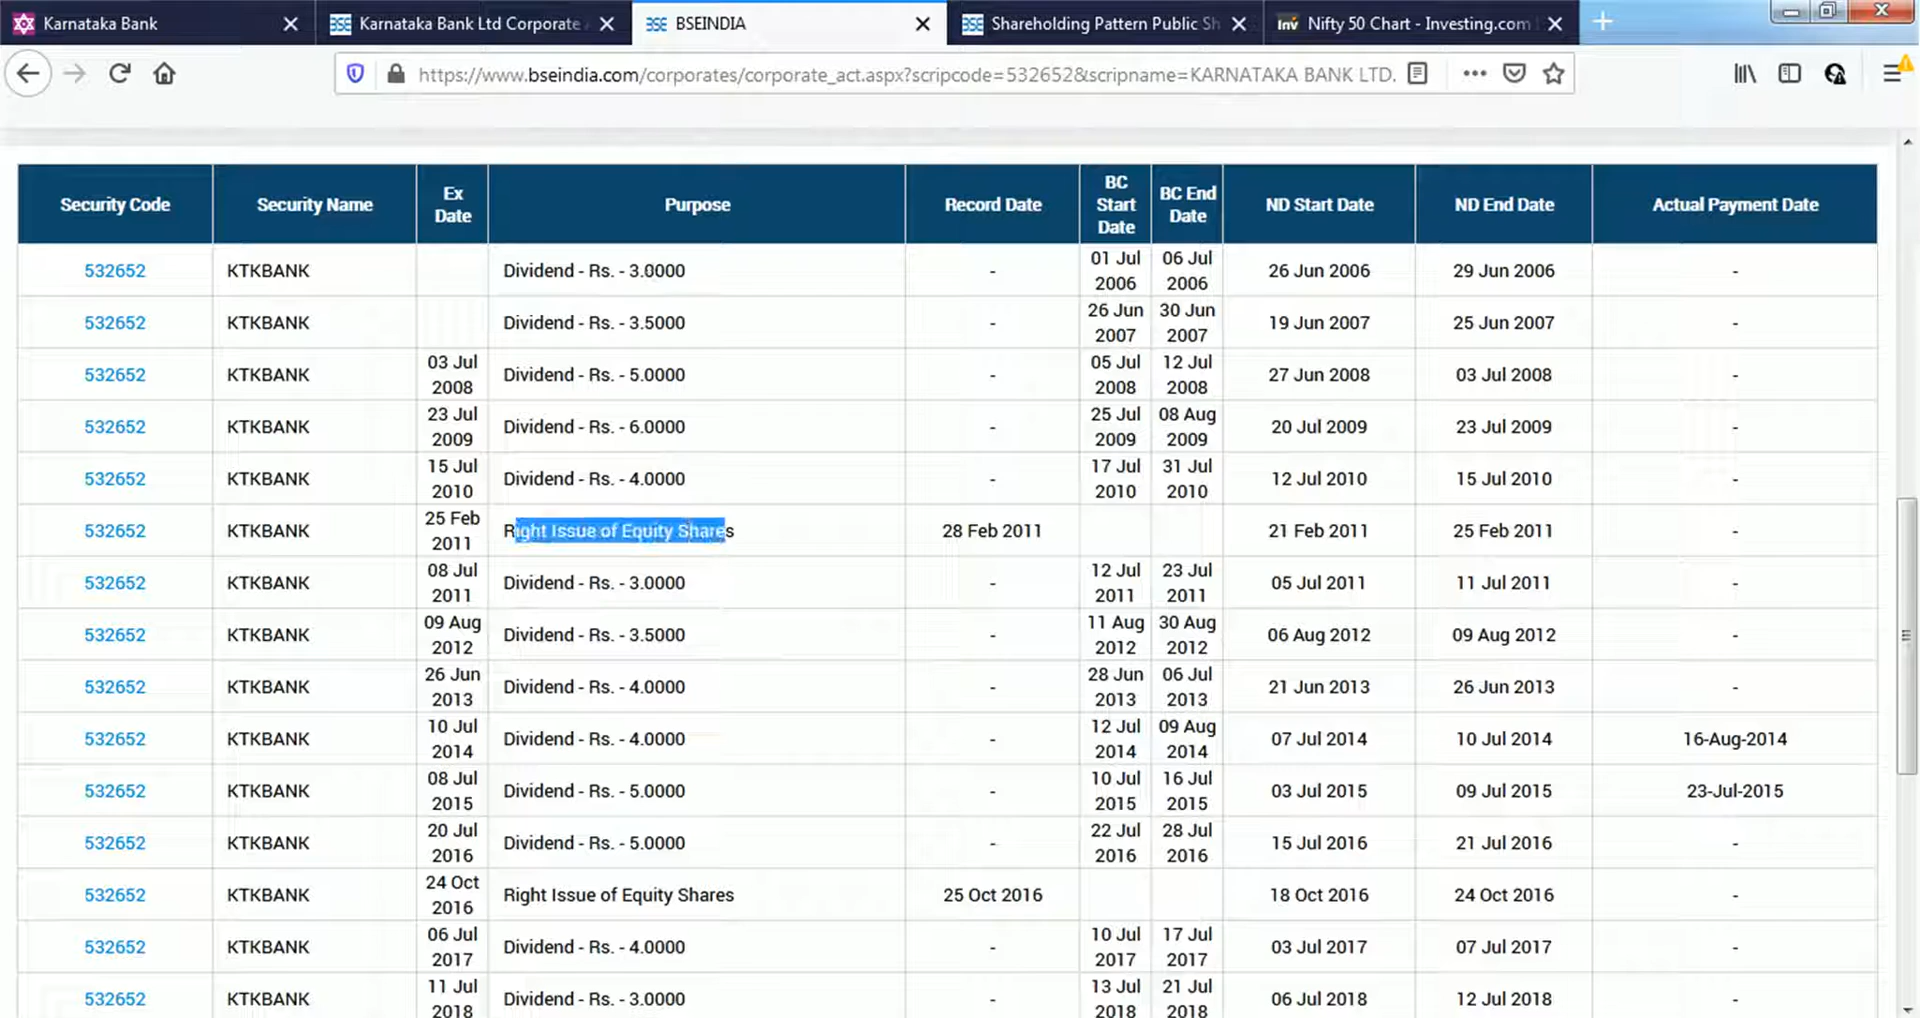 Karnataka Bank
Karnataka Bank Ltd Corporate
BSE
BSEINDIA
Shareholding Pattern Public Sh
Inv
Nifty 50 Chart - Investing.com
https://www.bseindia.com/corporates/corporate_act.aspx?scripcode=532652&scripname=KARNATAKA BANK LTD.
Security Code Security Name Ex Date Purpose Record Date BC Start Date BC End Date ND Start Date ND End Date Actual Payment Date
532652 KTKBANK Dividend - Rs. - 3.0000 - 01 Jul 2006 06 Jul 2006 26 Jun 2006 29 Jun 2006 -
532652 KTKBANK Dividend - Rs. - 3.5000 - 26 Jun 2007 30 Jun 2007 19 Jun 2007 25 Jun 2007 -
532652 KTKBANK 03 Jul 2008 Dividend - Rs. - 5.0000 - 05 Jul 2008 12 Jul 2008 27 Jun 2008 03 Jul 2008 -
532652 KTKBANK 23 Jul 2009 Dividend - Rs. - 6.0000 - 25 Jul 2009 08 Aug 2009 20 Jul 2009 23 Jul 2009 -
532652 KTKBANK 15 Jul 2010 Dividend - Rs. - 4.0000 - 17 Jul 2010 31 Jul 2010 12 Jul 2010 15 Jul 2010 -
532652 KTKBANK 25 Feb 2011 Right Issue of Equity Shares 28 Feb 2011 21 Feb 2011 25 Feb 2011 -
532652 KTKBANK 08 Jul 2011 Dividend - Rs. - 3.0000 - 12 Jul 2011 23 Jul 2011 05 Jul 2011 11 Jul 2011 -
532652 KTKBANK 09 Aug 2012 Dividend - Rs. - 3.5000 - 11 Aug 2012 30 Aug 2012 06 Aug 2012 09 Aug 2012 -
532652 KTKBANK 26 Jun 2013 Dividend - Rs. - 4.0000 - 28 Jun 2013 06 Jul 2013 21 Jun 2013 26 Jun 2013 -
532652 KTKBANK 10 Jul 2014 Dividend - Rs. - 4.0000 - 12 Jul 2014 09 Aug 2014 07 Jul 2014 10 Jul 2014 16-Aug-2014
532652 KTKBANK 08 Jul 2015 Dividend - Rs. - 5.0000 - 10 Jul 2015 16 Jul 2015 03 Jul 2015 09 Jul 2015 23-Jul-2015
532652 KTKBANK 20 Jul 2016 Dividend - Rs. - 5.0000 - 22 Jul 2016 28 Jul 2016 15 Jul 2016 21 Jul 2016 -
532652 KTKBANK 24 Oct 2016 Right Issue of Equity Shares 25 Oct 2016 18 Oct 2016 24 Oct 2016 -
532652 KTKBANK 06 Jul 2017 Dividend - Rs. - 4.0000 - 10 Jul 2017 17 Jul 2017 03 Jul 2017 07 Jul 2017 -
532652 KTKBANK 11 Jul 2018 Dividend - Rs. - 3.0000 - 13 Jul 2018 21 Jul 2018 06 Jul 2018 12 Jul 2018 -